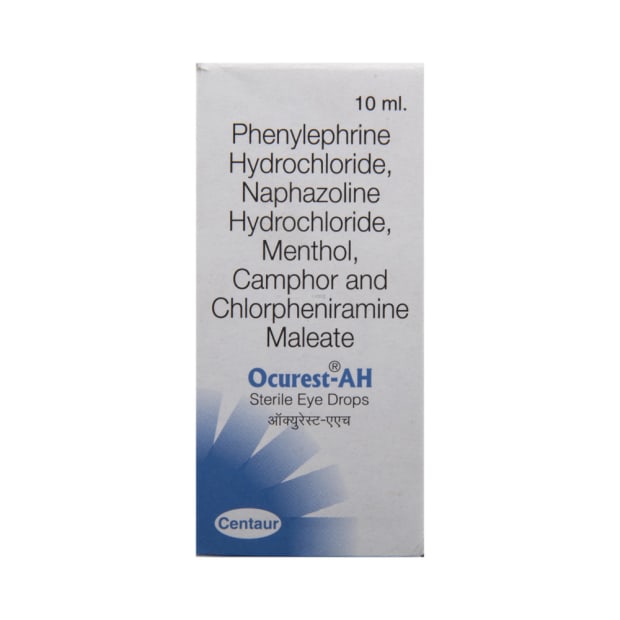 10 ml.
Phenylephrine
Hydrochloride,
Naphazoline
Hydrochloride,
Menthol,
Camphor and
Chlorpheniramine
Maleate
Ocurest®-AH
Sterile Eye Drops
ऑक्युरेस्ट-एएच
Centaur